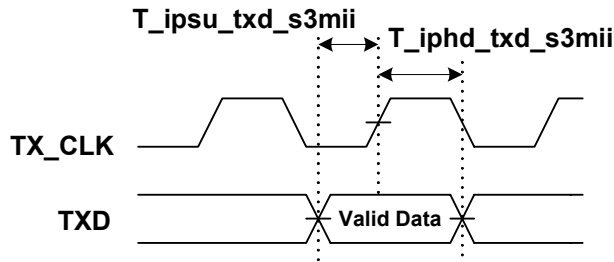 T_ipsu_txd_s3mii
T_iphd_txd_s3mii
TX_CLK
TXD
Valid Data